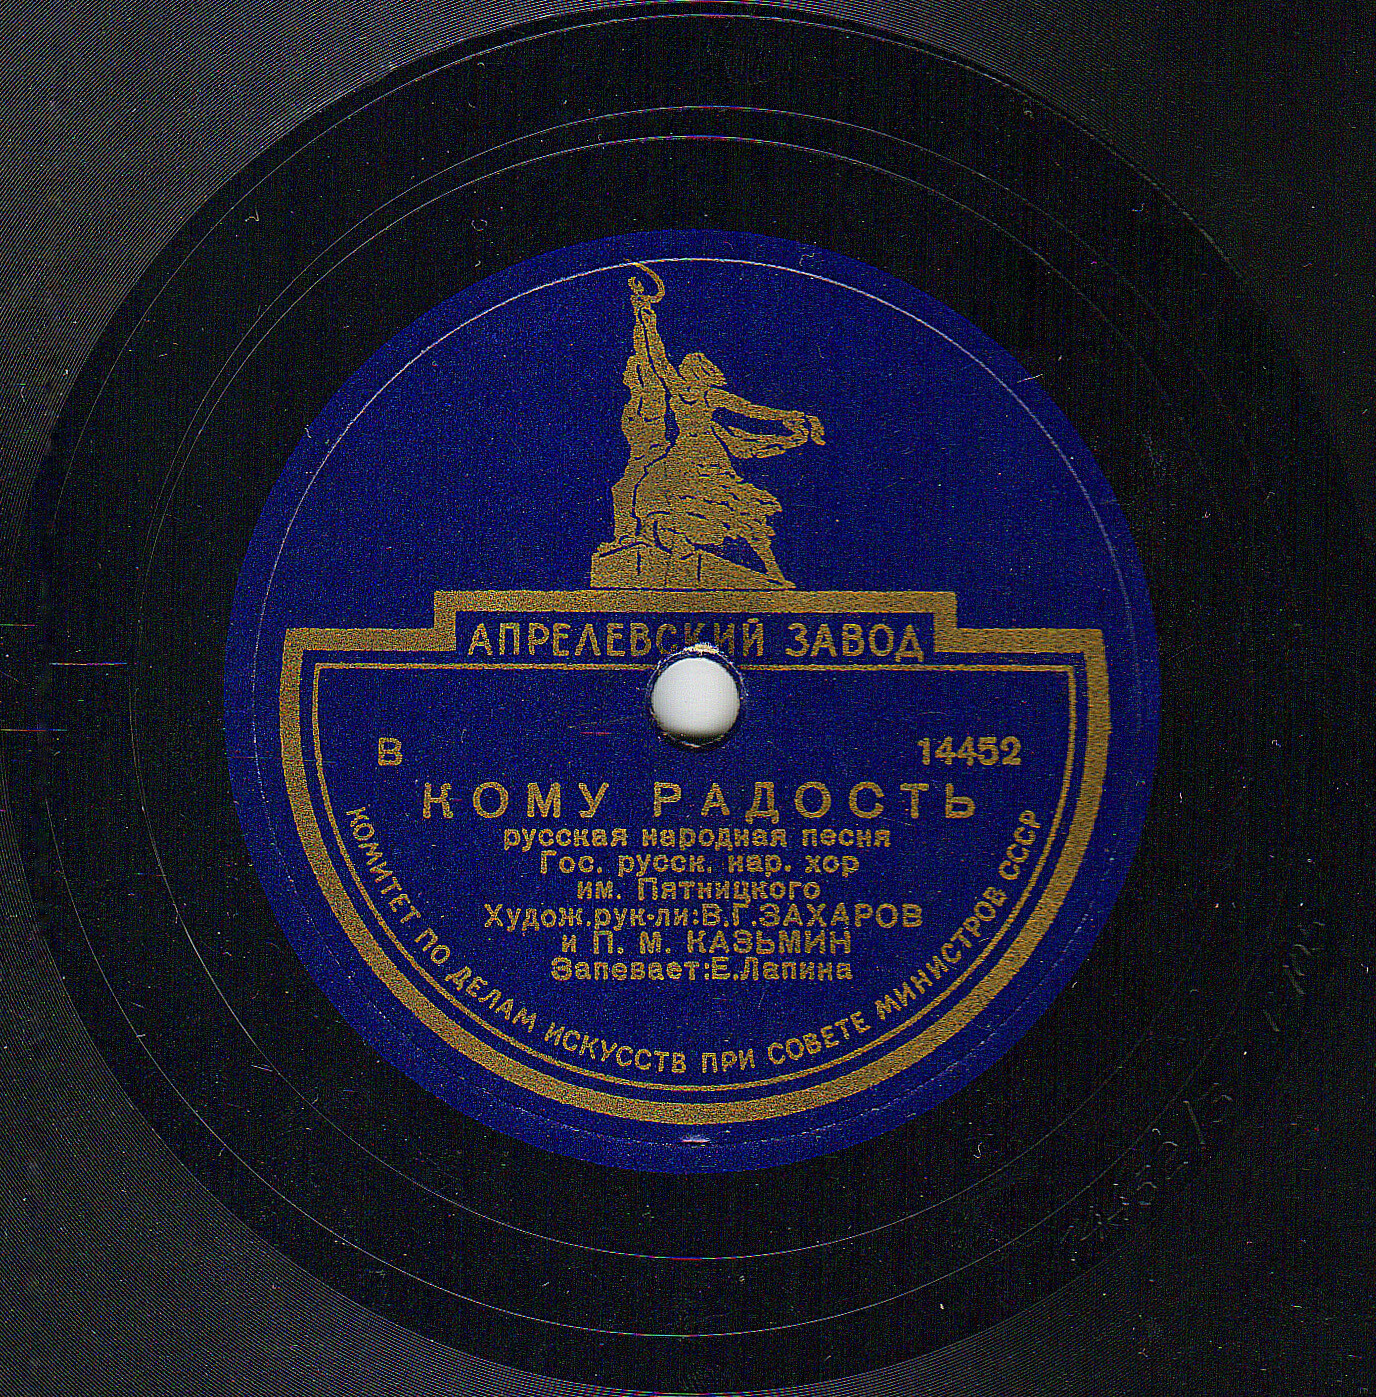 АПРЕЛЕВСКИЙ ЗАВОД
В 14452
КОМУ РАДОСТЬ
русская народная песня
Гос. русск. нар. хор
им. Пятницкого
Худож.рук-ли:В.Г.ЗАХАРОВ
и П. М. КАЗЬМИН
Запевает:Е.Лапина
КОМИТЕТ ПО ДЕЛАМ ИСКУССТВ ПРИ СОВЕТЕ МИНИСТРОВ СССР